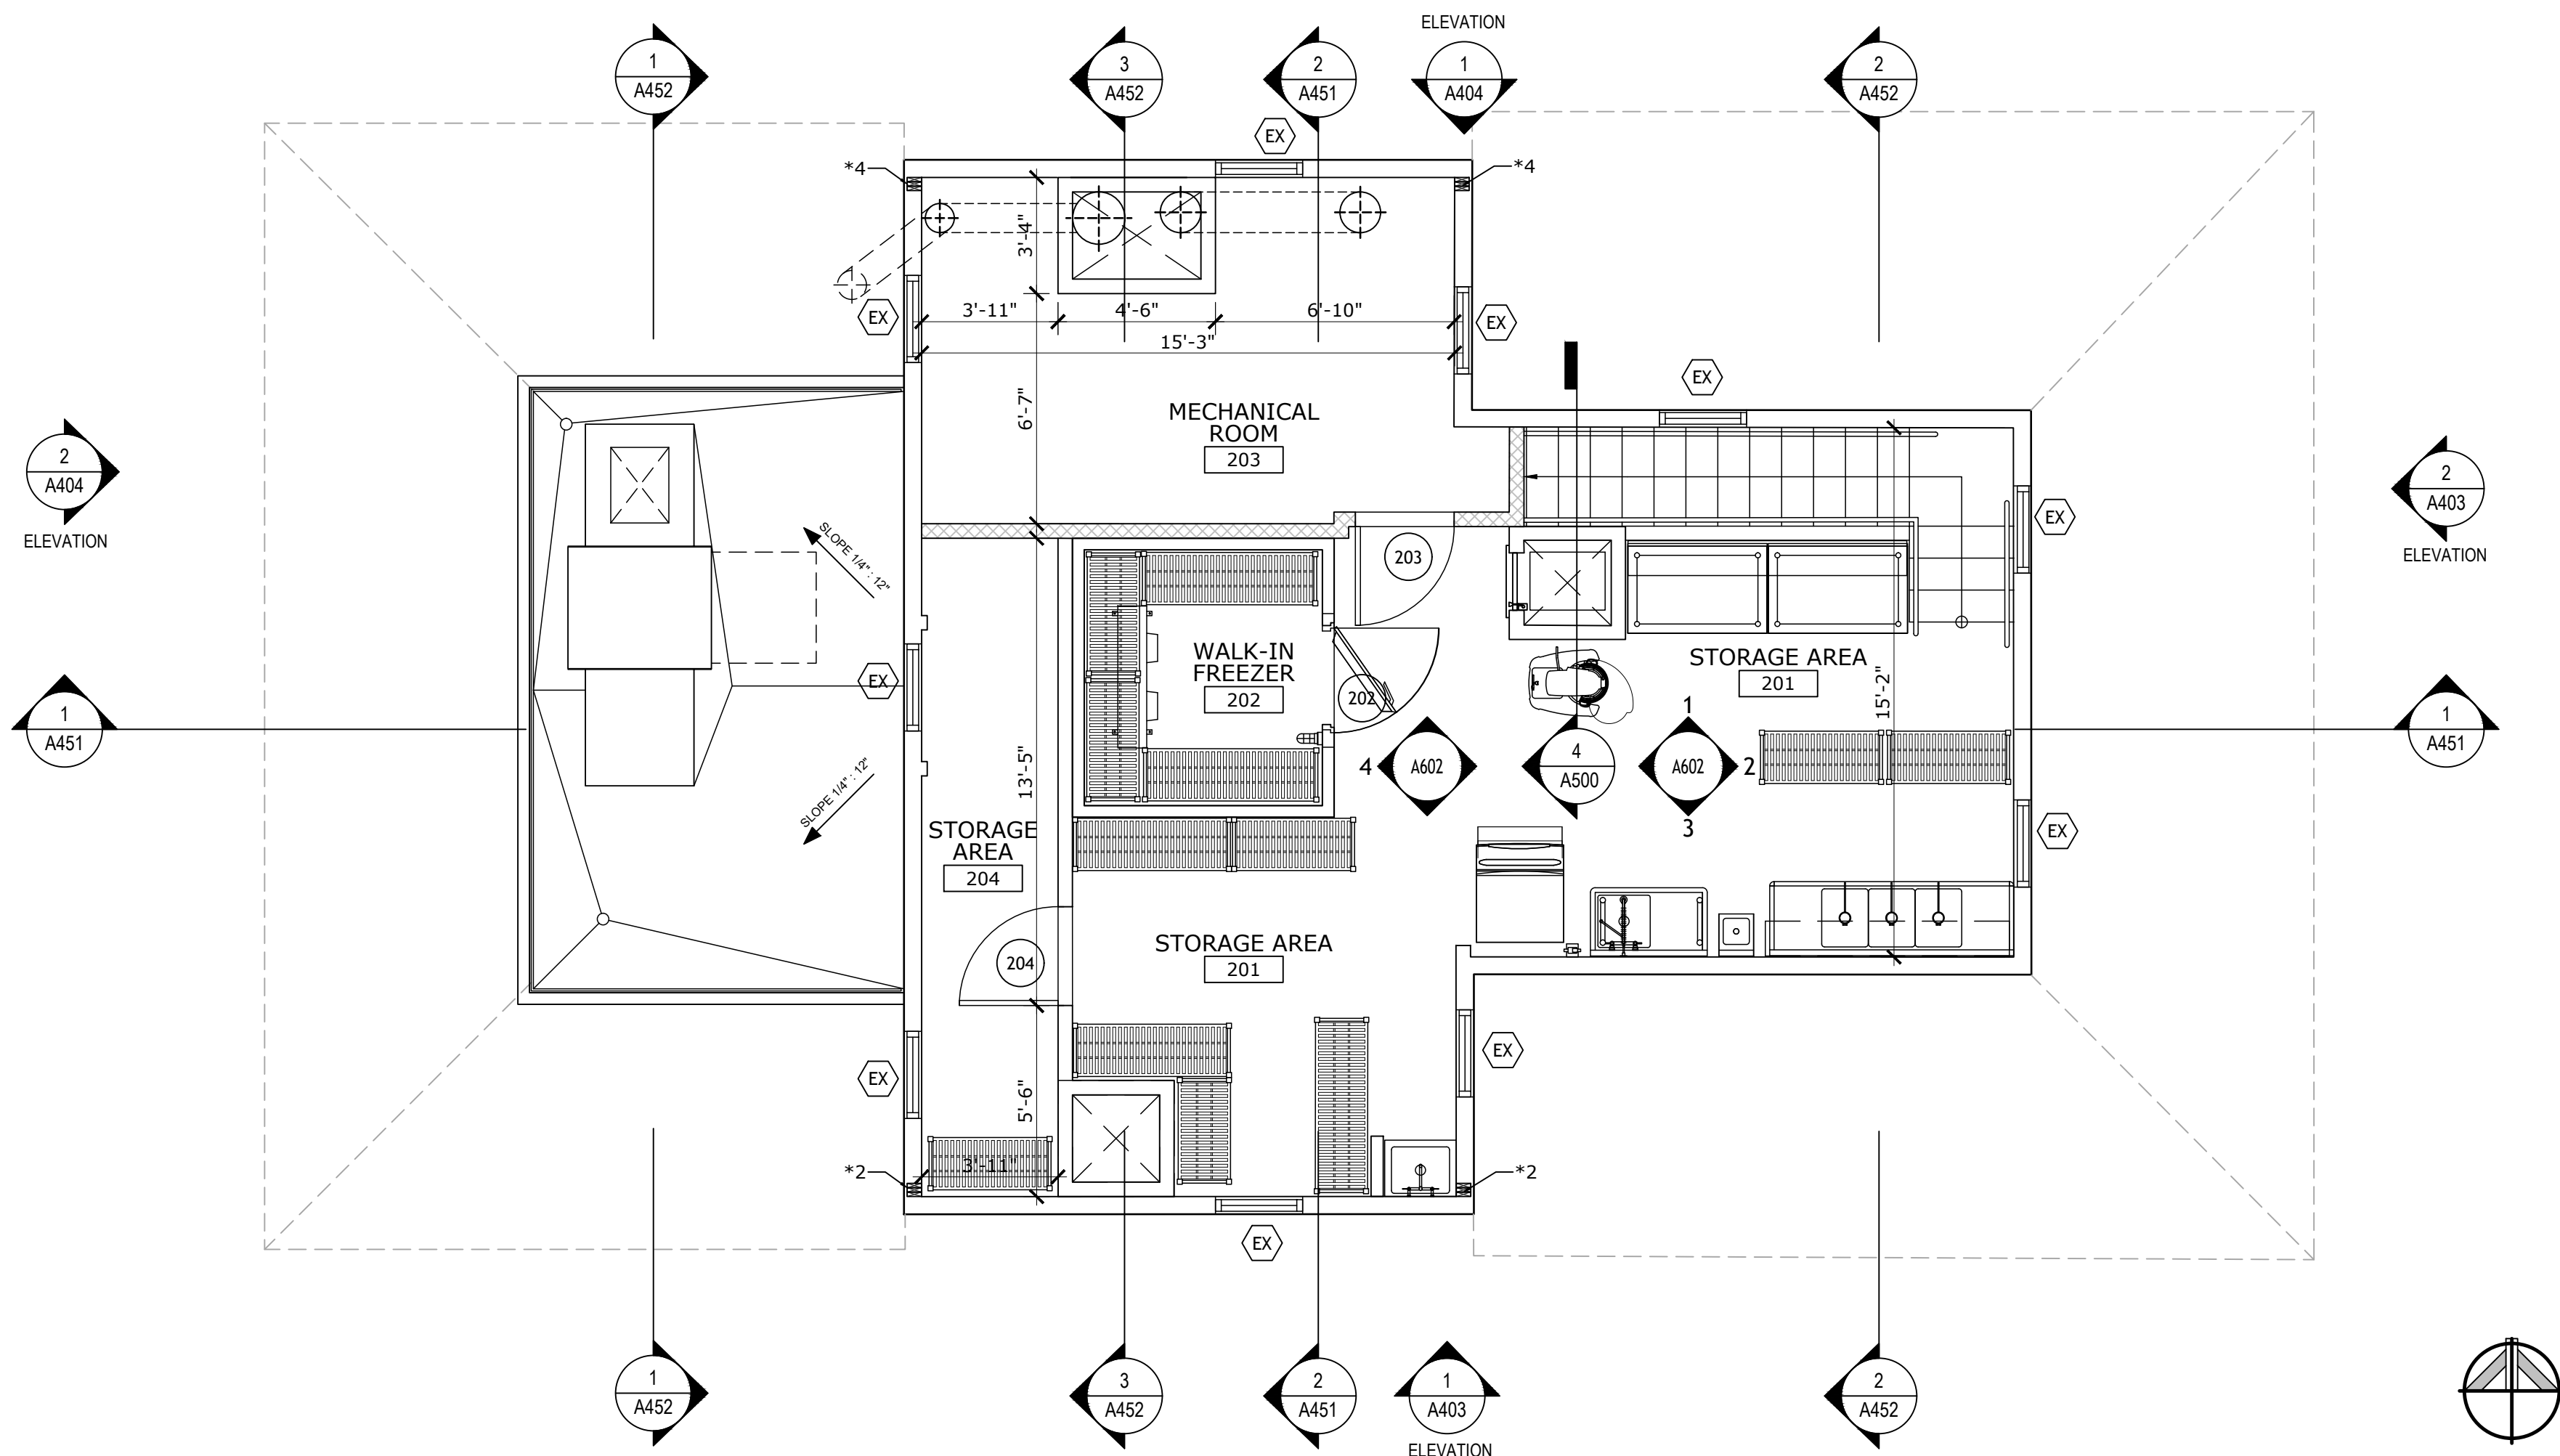 ELEVATION
1
A452
3
A452
2
A451
1
A404
2
A452
EX
*4
*4
3'-4"
EX
3'-11"
4'-6"
6'-10"
EX
15'-3"
EX
6'-7"
MECHANICAL
ROOM
203
2
A404
ELEVATION
2
A403
ELEVATION
EX
SLOPE 1/4" : 12"
203
WALK-IN
FREEZER
202
202
STORAGE AREA
201
15'-2"
EX
1
A451
1
4
A602
4
A500
A602
2
3
1
A451
13'-5"
SLOPE 1/4" : 12"
STORAGE
AREA
204
EX
STORAGE AREA
201
204
EX
EX
5'-6"
*2
3'-11"
*2
EX
1
A452
3
A452
2
A451
1
A403
2
A452
ELEVATION